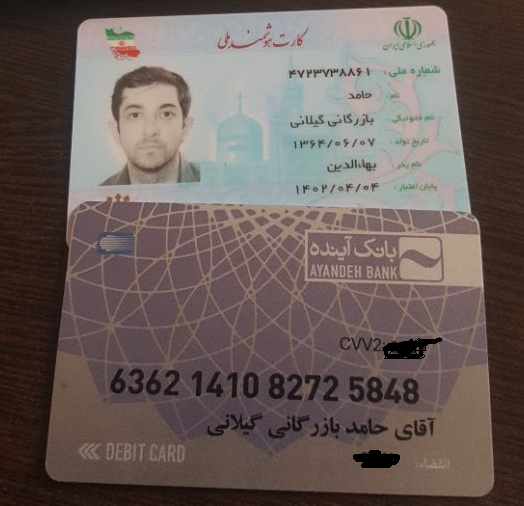 کارت هوشمند ملی
جمهوری اسلامی ایران
شماره ملی: ۴۷۲۳۷۳۸۸۶۱
نام: حامد
نام خانوادگی: بازرگانی گیلانی
تاریخ تولد: ۱۳۶۴/۰۶/۰۷
نام پدر: بهاءالدین
پایان اعتبار: ۱۴۰۲/۰۴/۰۴
بانک آینده
AYANDEH BANK
CVV2:
6362 1410 8272 5848
آقای حامد بازرگانی گیلانی
DEBIT CARD
انقضاء: